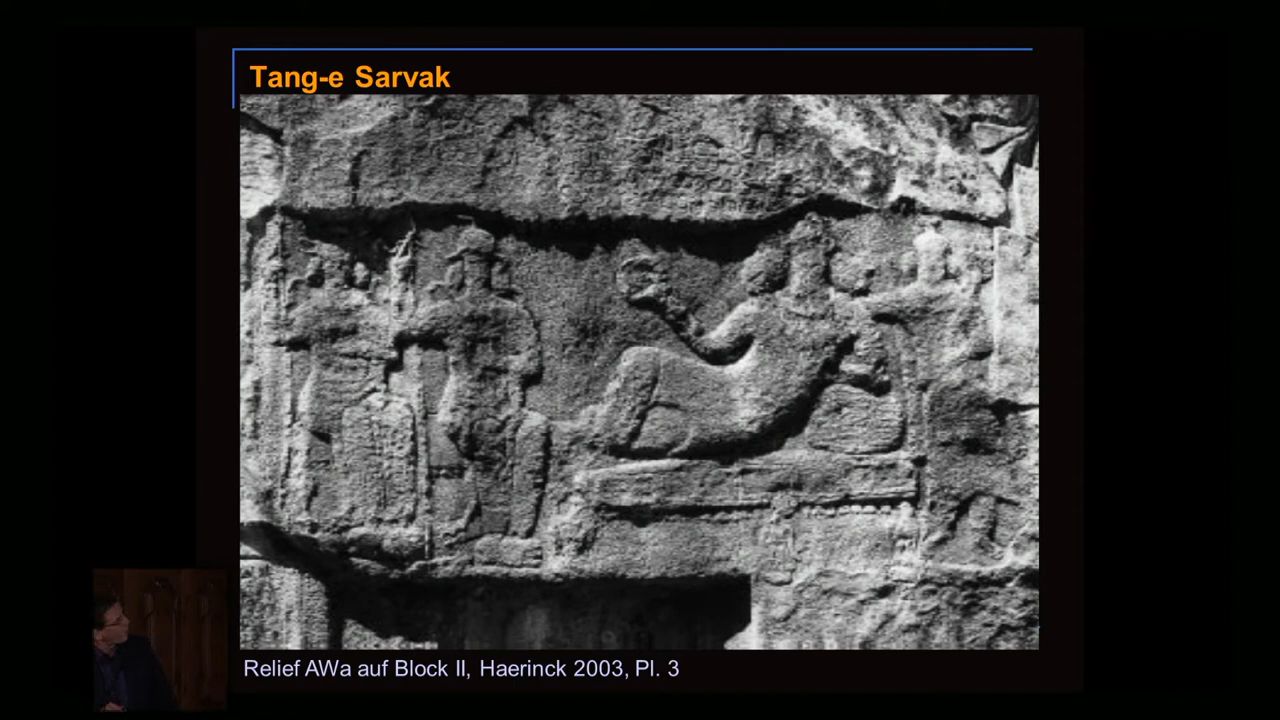 Tang-e Sarvak
Relief AWa auf Block II, Haerinck 2003, Pl. 3